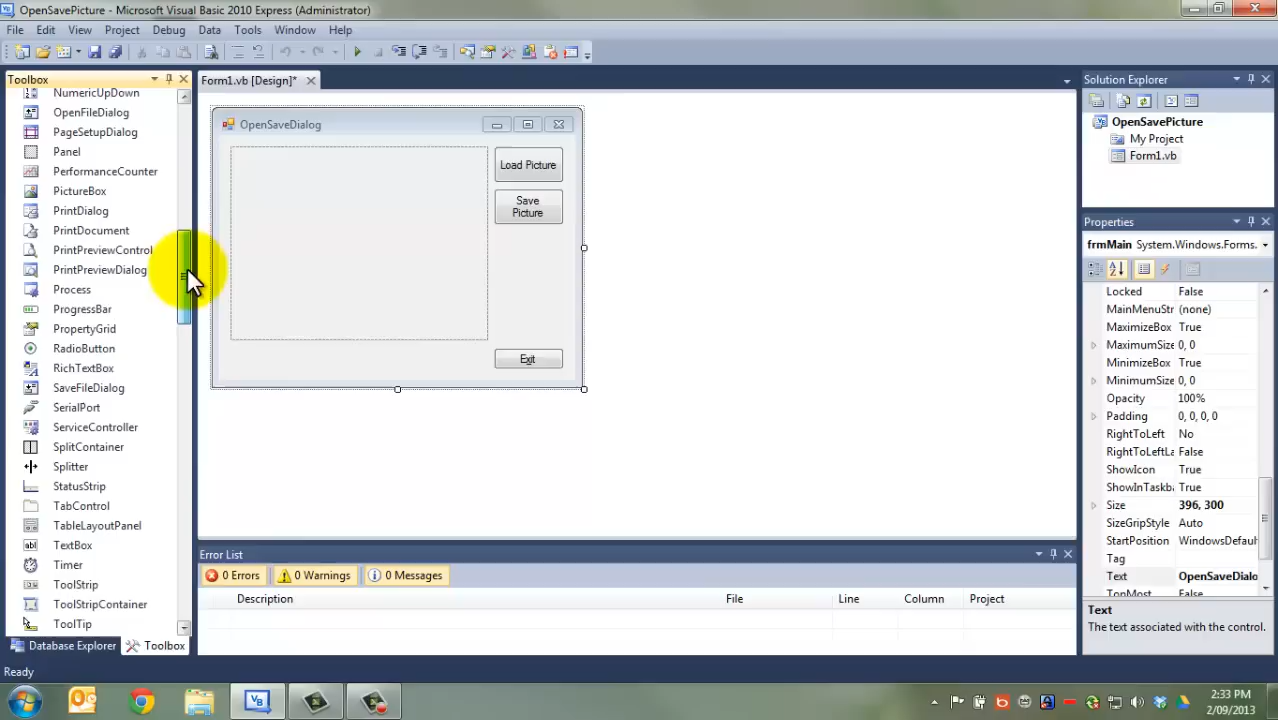 OpenSavePicture - Microsoft Visual Basic 2010 Express (Administrator)
File Edit View Project Debug Data Tools Window Help
Toolbox
Form1.vb [Design]*
Solution Explorer
NumericUpDown
OpenFileDialog
PageSetupDialog
Panel
PerformanceCounter
PictureBox
PrintDialog
PrintDocument
PrintPreviewControl
PrintPreviewDialog
Process
ProgressBar
PropertyGrid
RadioButton
RichTextBox
SaveFileDialog
SerialPort
ServiceController
SplitContainer
Splitter
StatusStrip
TabControl
TableLayoutPanel
TextBox
Timer
ToolStrip
ToolStripContainer
ToolTip
Database Explorer
Toolbox
OpenSaveDialog
Load Picture
Save
Picture
Exit
OpenSavePicture
My Project
Form1.vb
Properties
frmMain System.Windows.Forms.
Locked False
MainMenuStr (none)
MaximizeBox True
MaximumSize 0, 0
MinimizeBox True
MinimumSize 0, 0
Opacity 100%
Padding 0, 0, 0, 0
RightToLeft No
RightToLeftLa False
ShowIcon True
ShowInTaskba True
Size 396, 300
SizeGripStyle Auto
StartPosition WindowsDefaul
Tag
Text OpenSaveDialo
TopMost False
Text
The text associated with the control.
Error List
0 Errors 0 Warnings 0 Messages
Description File Line Column Project
Ready
2:33 PM
2/09/2013